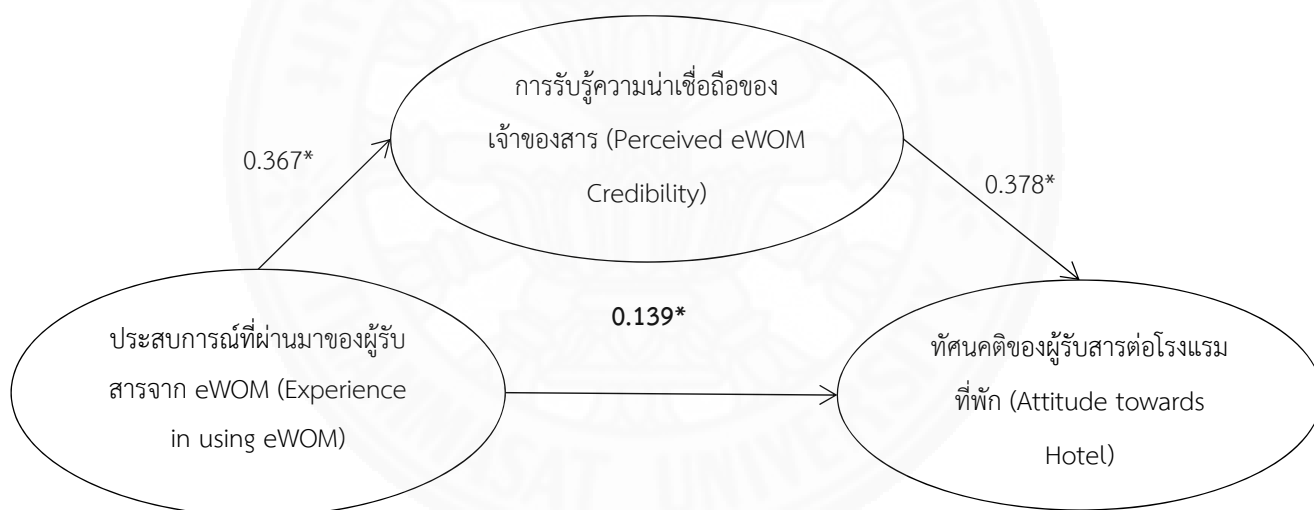 การรับรู้ความน่าเชื่อถือของ
เจ้าของสาร (Perceived eWOM
Credibility)
0.367*
0.378*
0.139*
ประสบการณ์ที่ผ่านมาของผู้รับ
สารจาก eWOM (Experience
in using eWOM)
ทัศนคติของผู้รับสารต่อโรงแรม
ที่พัก (Attitude towards
Hotel)